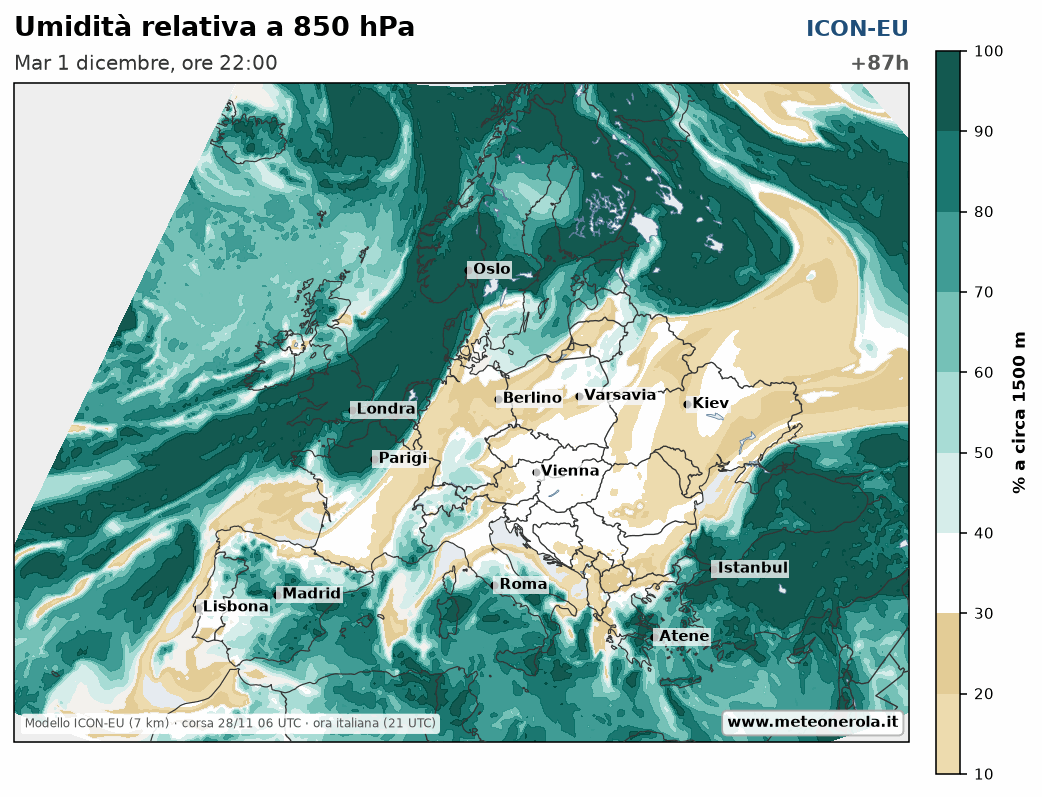 Umidità relativa a 850 hPa
ICON-EU
Mar 1 dicembre, ore 22:00
+87h
100
90
80
70
60
50
40
30
20
10
% a circa 1500 m
Oslo
Londra
Berlino
Varsavia
Kiev
Parigi
Vienna
Istanbul
Roma
Madrid
Lisbona
Atene
Modello ICON-EU (7 km) · corsa 28/11 06 UTC · ora italiana (21 UTC)
www.meteonerola.it